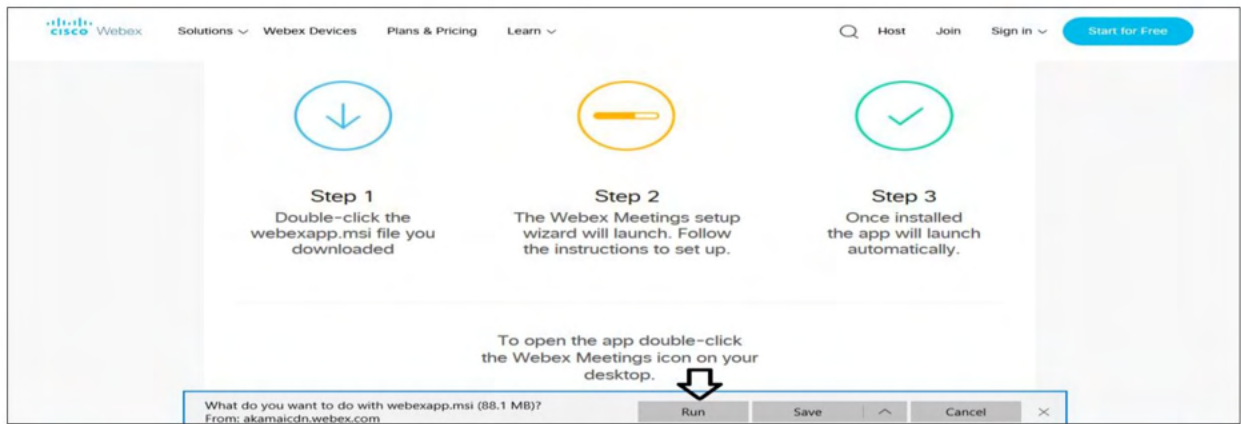 CISCO Webex Solutions Webex Devices Plans & Pricing Learn Host Join Sign in Start for Free
Step 1
Double-click the
webexapp.msi file you
downloaded
Step 2
The Webex Meetings setup
wizard will launch. Follow
the instructions to set up.
Step 3
Once installed
the app will launch
automatically.
To open the app double-click
the Webex Meetings icon on your
desktop.
What do you want to do with webexapp.msi (88.1 MB)?
From: akamaicdn.webex.com
Run Save Cancel